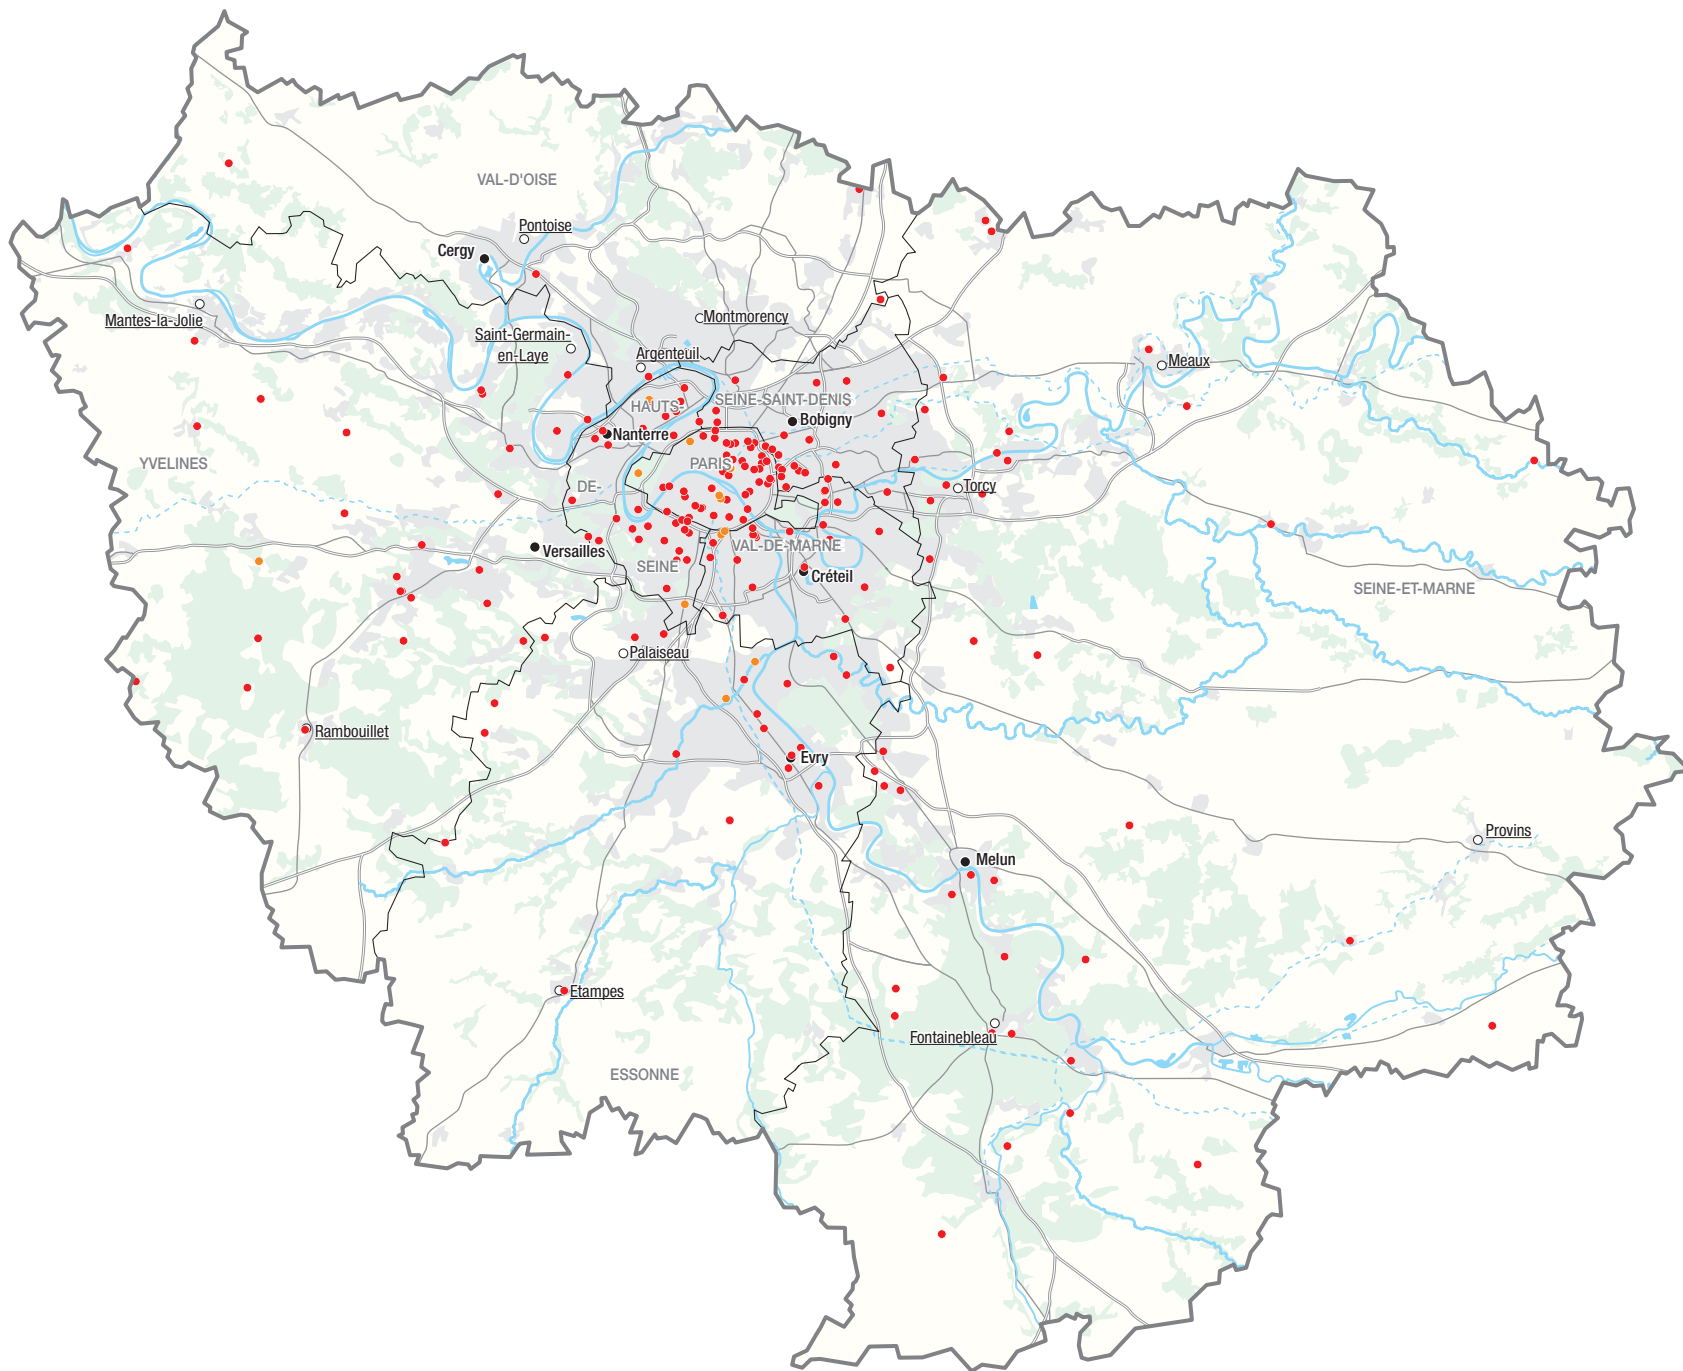 VAL-D'OISE
Pontoise
Cergy
Mantes-la-Jolie
Saint-Germain-
en-Laye
Montmorency
Argenteuil
Meaux
HAUTS-
SEINE-SAINT-DENIS
Bobigny
Nanterre
YVELINES
PARIS
DE-
Torcy
Versailles
VAL-DE-MARNE
SEINE
Créteil
SEINE-ET-MARNE
Palaiseau
Rambouillet
Evry
Provins
Melun
Etampes
Fontainebleau
ESSONNE